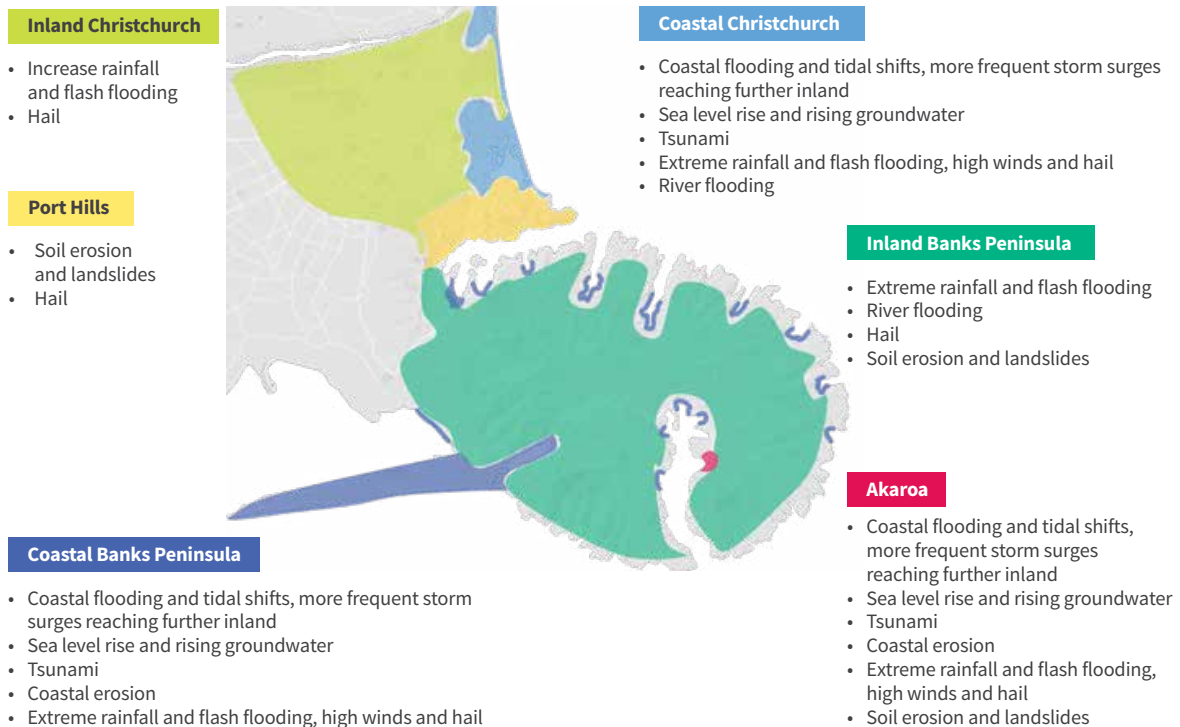 Inland Christchurch
• Increase rainfall
and flash flooding
• Hail
Port Hills
• Soil erosion
and landslides
• Hail
Coastal Christchurch
• Coastal flooding and tidal shifts, more frequent storm surges
reaching further inland
• Sea level rise and rising groundwater
• Tsunami
• Extreme rainfall and flash flooding, high winds and hail
• River flooding
Inland Banks Peninsula
• Extreme rainfall and flash flooding
• River flooding
• Hail
• Soil erosion and landslides
Coastal Banks Peninsula
• Coastal flooding and tidal shifts, more frequent storm
surges reaching further inland
• Sea level rise and rising groundwater
• Tsunami
• Coastal erosion
• Extreme rainfall and flash flooding, high winds and hail
Akaroa
• Coastal flooding and tidal shifts,
more frequent storm surges
reaching further inland
• Sea level rise and rising groundwater
• Tsunami
• Coastal erosion
• Extreme rainfall and flash flooding,
high winds and hail
• Soil erosion and landslides